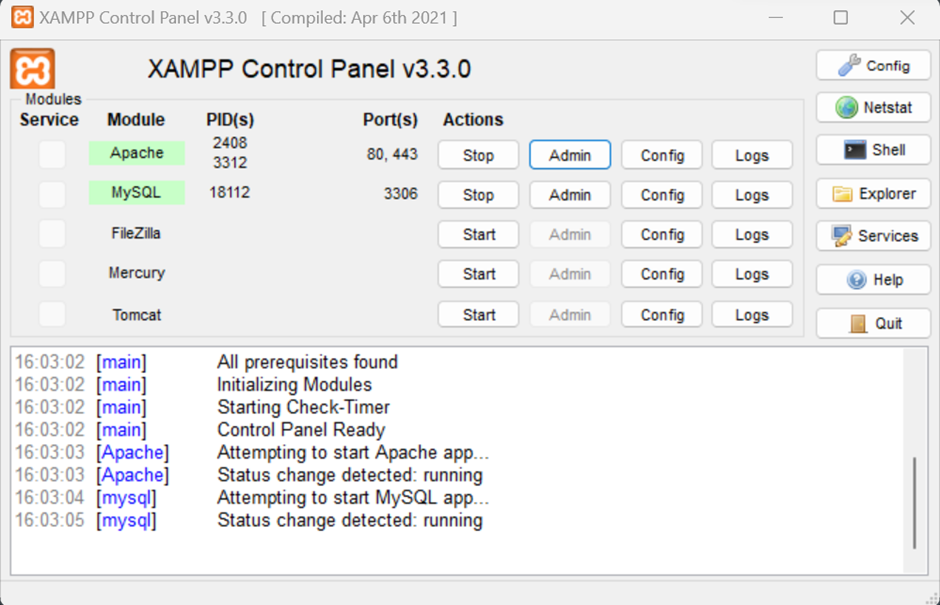 XAMPP Control Panel v3.3.0 [ Compiled: Apr 6th 2021 ]
XAMPP Control Panel v3.3.0
Config
Modules
Service Module PID(s) Port(s) Actions
Netstat
Apache 2408 3312 80, 443 Stop Admin Config Logs
Shell
MySQL 18112 3306 Stop Admin Config Logs
Explorer
FileZilla Start Admin Config Logs
Services
Mercury Start Admin Config Logs
Help
Tomcat Start Admin Config Logs
Quit
16:03:02 [main] All prerequisites found
16:03:02 [main] Initializing Modules
16:03:02 [main] Starting Check-Timer
16:03:02 [main] Control Panel Ready
16:03:03 [Apache] Attempting to start Apache app...
16:03:03 [Apache] Status change detected: running
16:03:04 [mysql] Attempting to start MySQL app...
16:03:05 [mysql] Status change detected: running